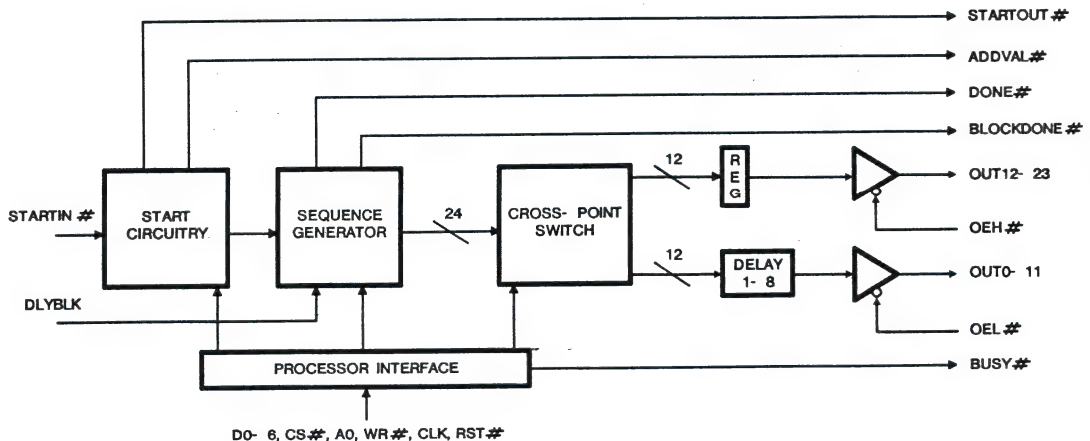 STARTOUT#
ADDVAL#
DONE#
BLOCKDONE#
STARTIN #
START
CIRCUITRY
SEQUENCE
GENERATOR
24
CROSS- POINT
SWITCH
12
REG
OUT12- 23
OEH#
12
DELAY
1- 8
OUT0- 11
OEL#
DLYBLK
PROCESSOR INTERFACE
BUSY#
D0- 6, CS#, A0, WR#, CLK, RST#